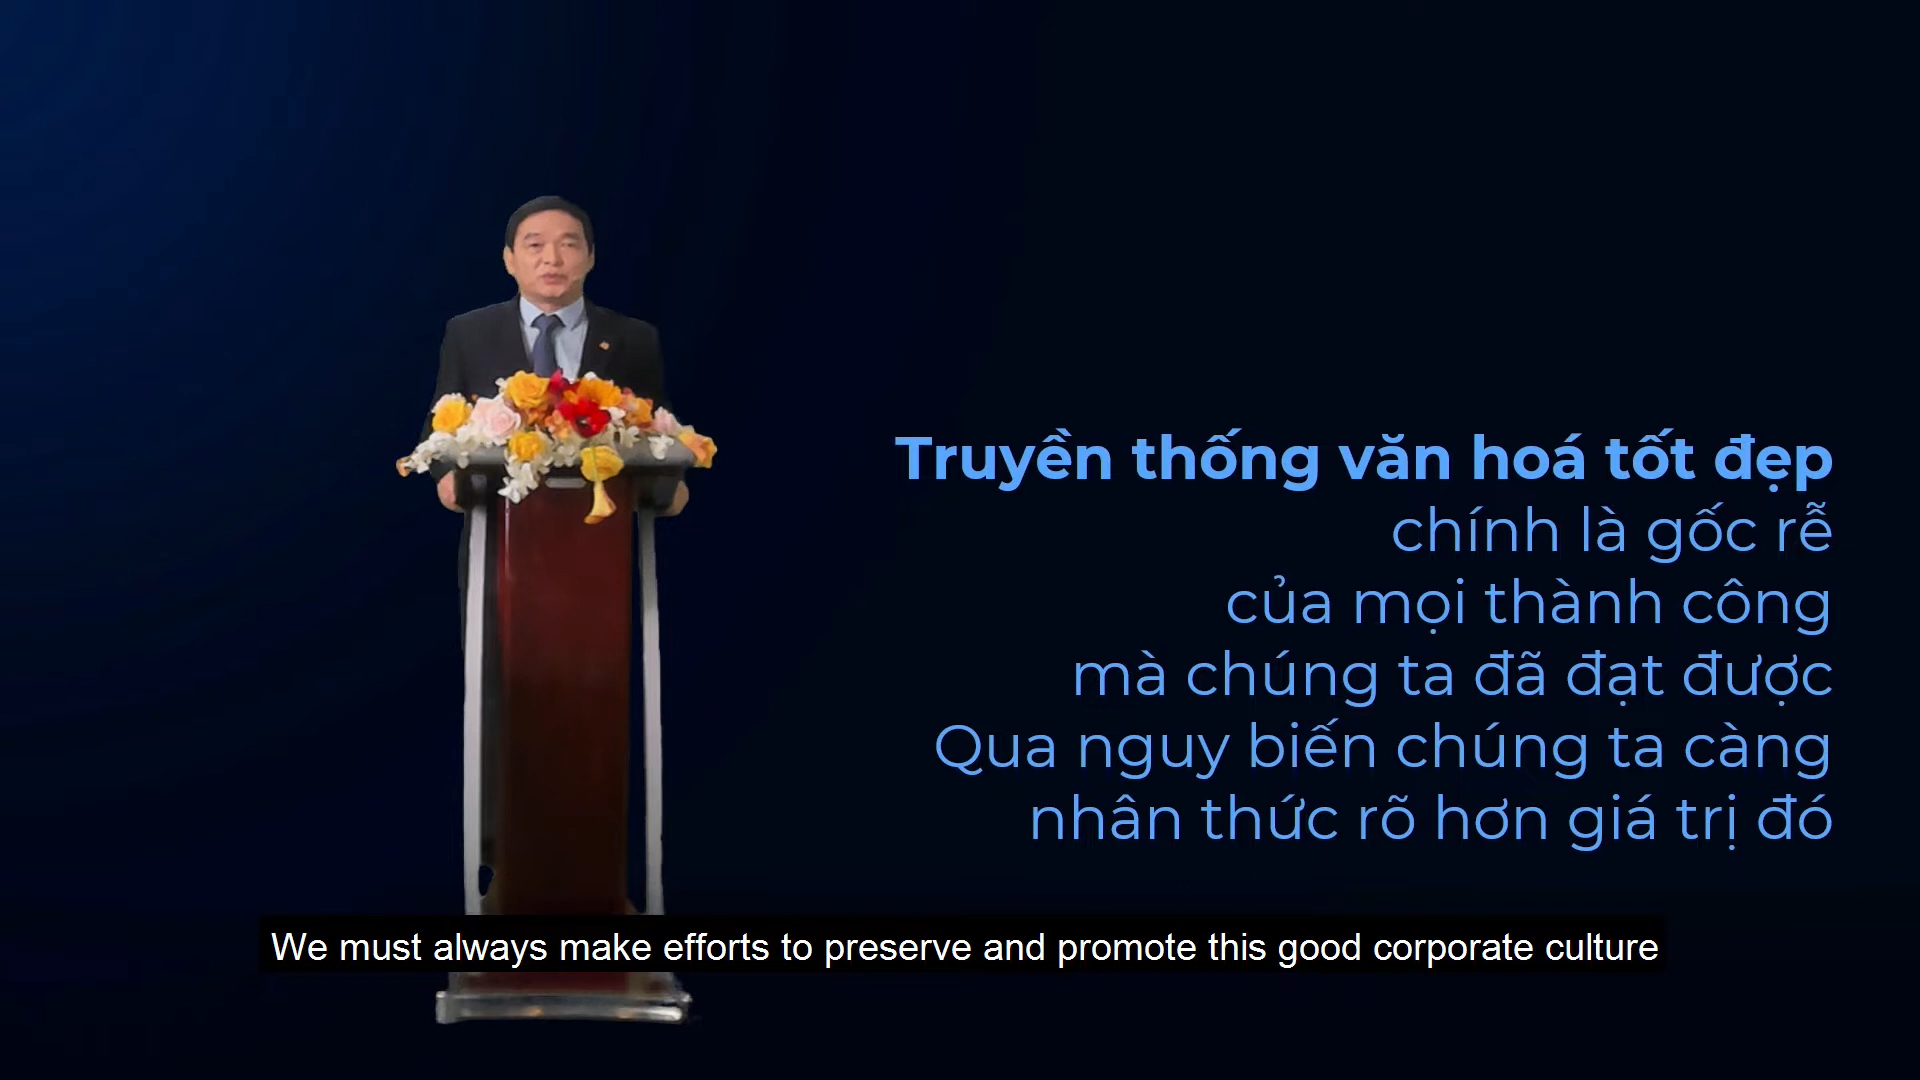 Truyền thống văn hoá tốt đẹp
chính là gốc rễ
của mọi thành công
mà chúng ta đã đạt được
Qua nguy biến chúng ta càng
nhân thức rõ hơn giá trị đó
We must always make efforts to preserve and promote this good corporate culture